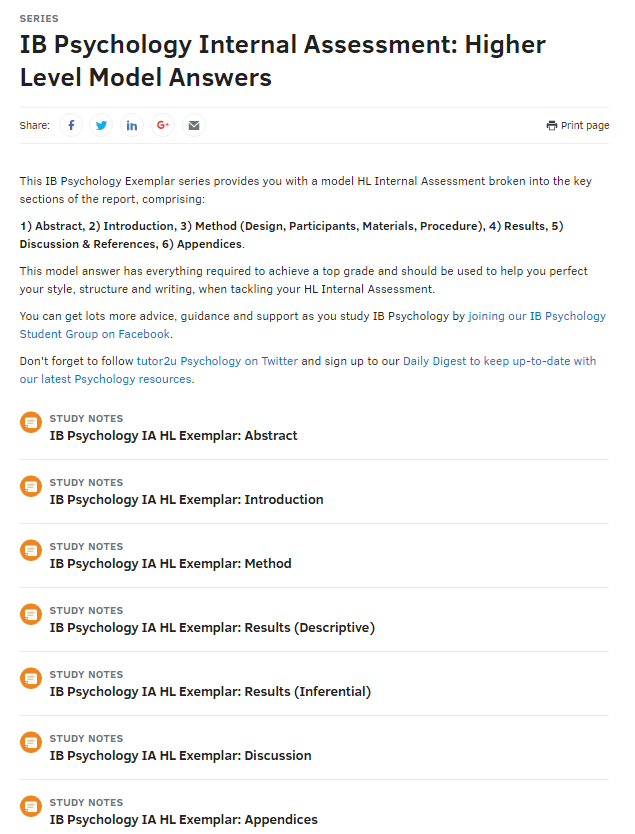 SERIES
IB Psychology Internal Assessment: Higher
Level Model Answers
Share:
Print page
This IB Psychology Exemplar series provides you with a model HL Internal Assessment broken into the key
sections of the report, comprising:
1) Abstract, 2) Introduction, 3) Method (Design, Participants, Materials, Procedure), 4) Results, 5)
Discussion & References, 6) Appendices.
This model answer has everything required to achieve a top grade and should be used to help you perfect
your style, structure and writing, when tackling your HL Internal Assessment.
You can get lots more advice, guidance and support as you study IB Psychology by joining our IB Psychology
Student Group on Facebook.
Don't forget to follow tutor2u Psychology on Twitter and sign up to our Daily Digest to keep up-to-date with
our latest Psychology resources.
STUDY NOTES
IB Psychology IA HL Exemplar: Abstract
STUDY NOTES
IB Psychology IA HL Exemplar: Introduction
STUDY NOTES
IB Psychology IA HL Exemplar: Method
STUDY NOTES
IB Psychology IA HL Exemplar: Results (Descriptive)
STUDY NOTES
IB Psychology IA HL Exemplar: Results (Inferential)
STUDY NOTES
IB Psychology IA HL Exemplar: Discussion
STUDY NOTES
IB Psychology IA HL Exemplar: Appendices